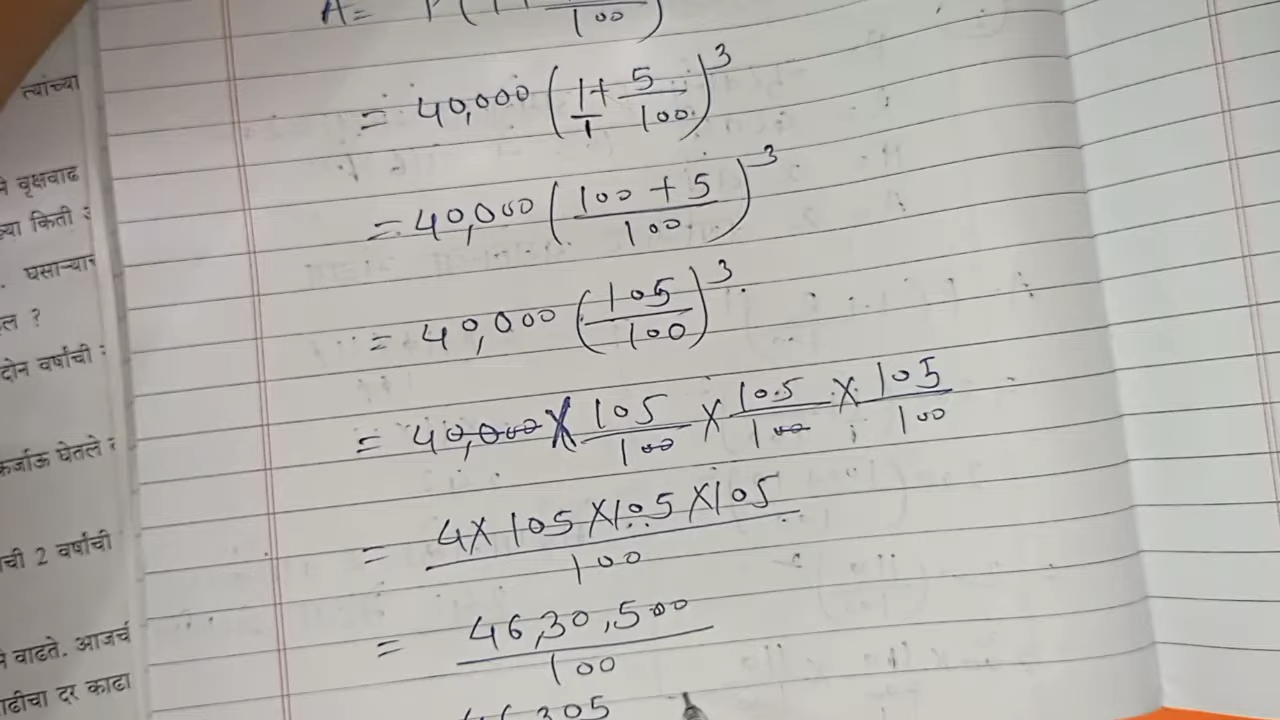 त्यांच्या
वृक्षवाढ
किती ?
घसाऱ्यान
?
दोन वर्षांची
कर्जाऊ घेतले
2 वर्षांची
वाढते. आजच
दर काढा
A = P ( 1 + / 100 )
= 40,000 ( 1/1 + 5/100 )^3
= 40,000 ( 100 + 5 / 100 )^3
= 40,000 ( 105 / 100 )^3
= 40,000 X 105/100 X 105/100 X 105/100
= 4 X 105 X 105 X 105 / 100
= 46,30,500 / 100
46,305